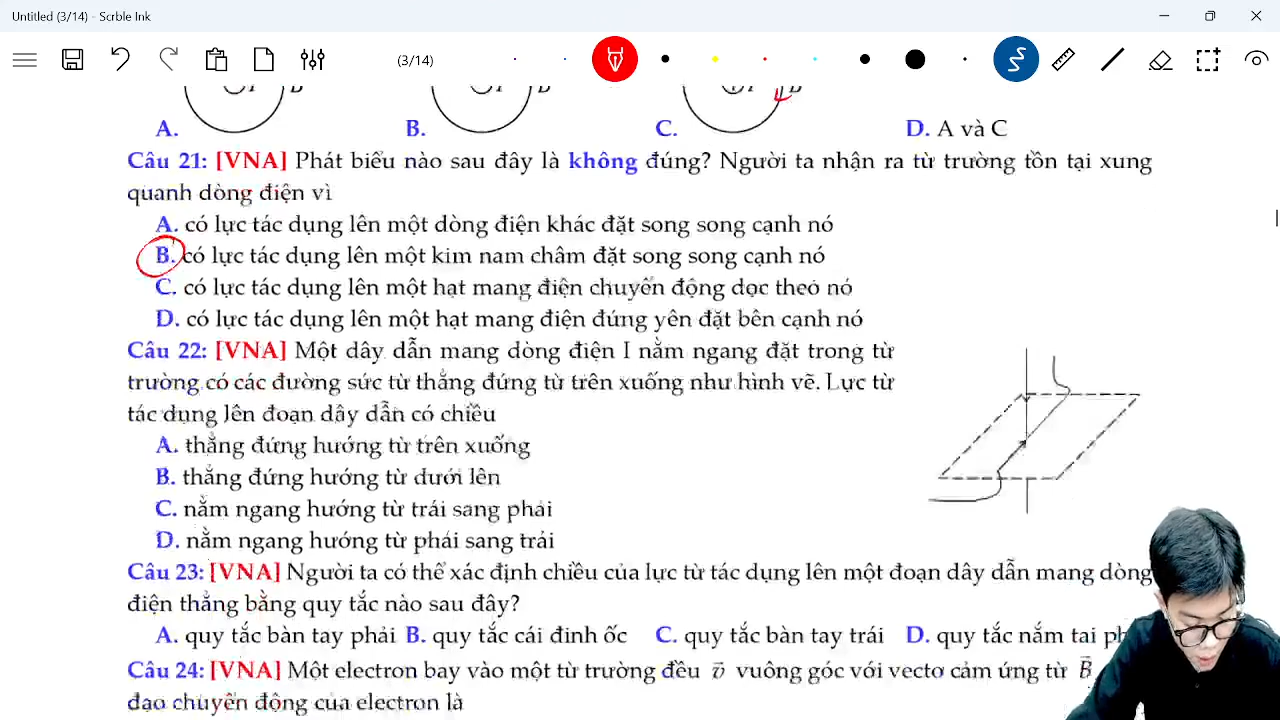 Untitled (3/14) - Scrble Ink
(3/14)
A. B. C. D. A và C
Câu 21: [VNA] Phát biểu nào sau đây là không đúng? Người ta nhận ra từ trường tồn tại xung
quanh dòng điện vì
A. có lực tác dụng lên một dòng điện khác đặt song song cạnh nó
B. có lực tác dụng lên một kim nam châm đặt song song cạnh nó
C. có lực tác dụng lên một hạt mang điện chuyển động dọc theo nó
D. có lực tác dụng lên một hạt mang điện đứng yên đặt bên cạnh nó
Câu 22: [VNA] Một dây dẫn mang dòng điện I nằm ngang đặt trong từ
trường có các đường sức từ thẳng đứng từ trên xuống như hình vẽ. Lực từ
tác dụng lên đoạn dây dẫn có chiều
A. thẳng đứng hướng từ trên xuống
B. thẳng đứng hướng từ dưới lên
C. nằm ngang hướng từ trái sang phải
D. nằm ngang hướng từ phải sang trái
Câu 23: [VNA] Người ta có thể xác định chiều của lực từ tác dụng lên một đoạn dây dẫn mang dòng
điện thẳng bằng quy tắc nào sau đây?
A. quy tắc bàn tay phải B. quy tắc cái đinh ốc C. quy tắc bàn tay trái D. quy tắc nắm tai
Câu 24: [VNA] Một electron bay vào một từ trường đều v⃗ vuông góc với vectơ cảm ứng từ B⃗
đạo chuyển động của electron là